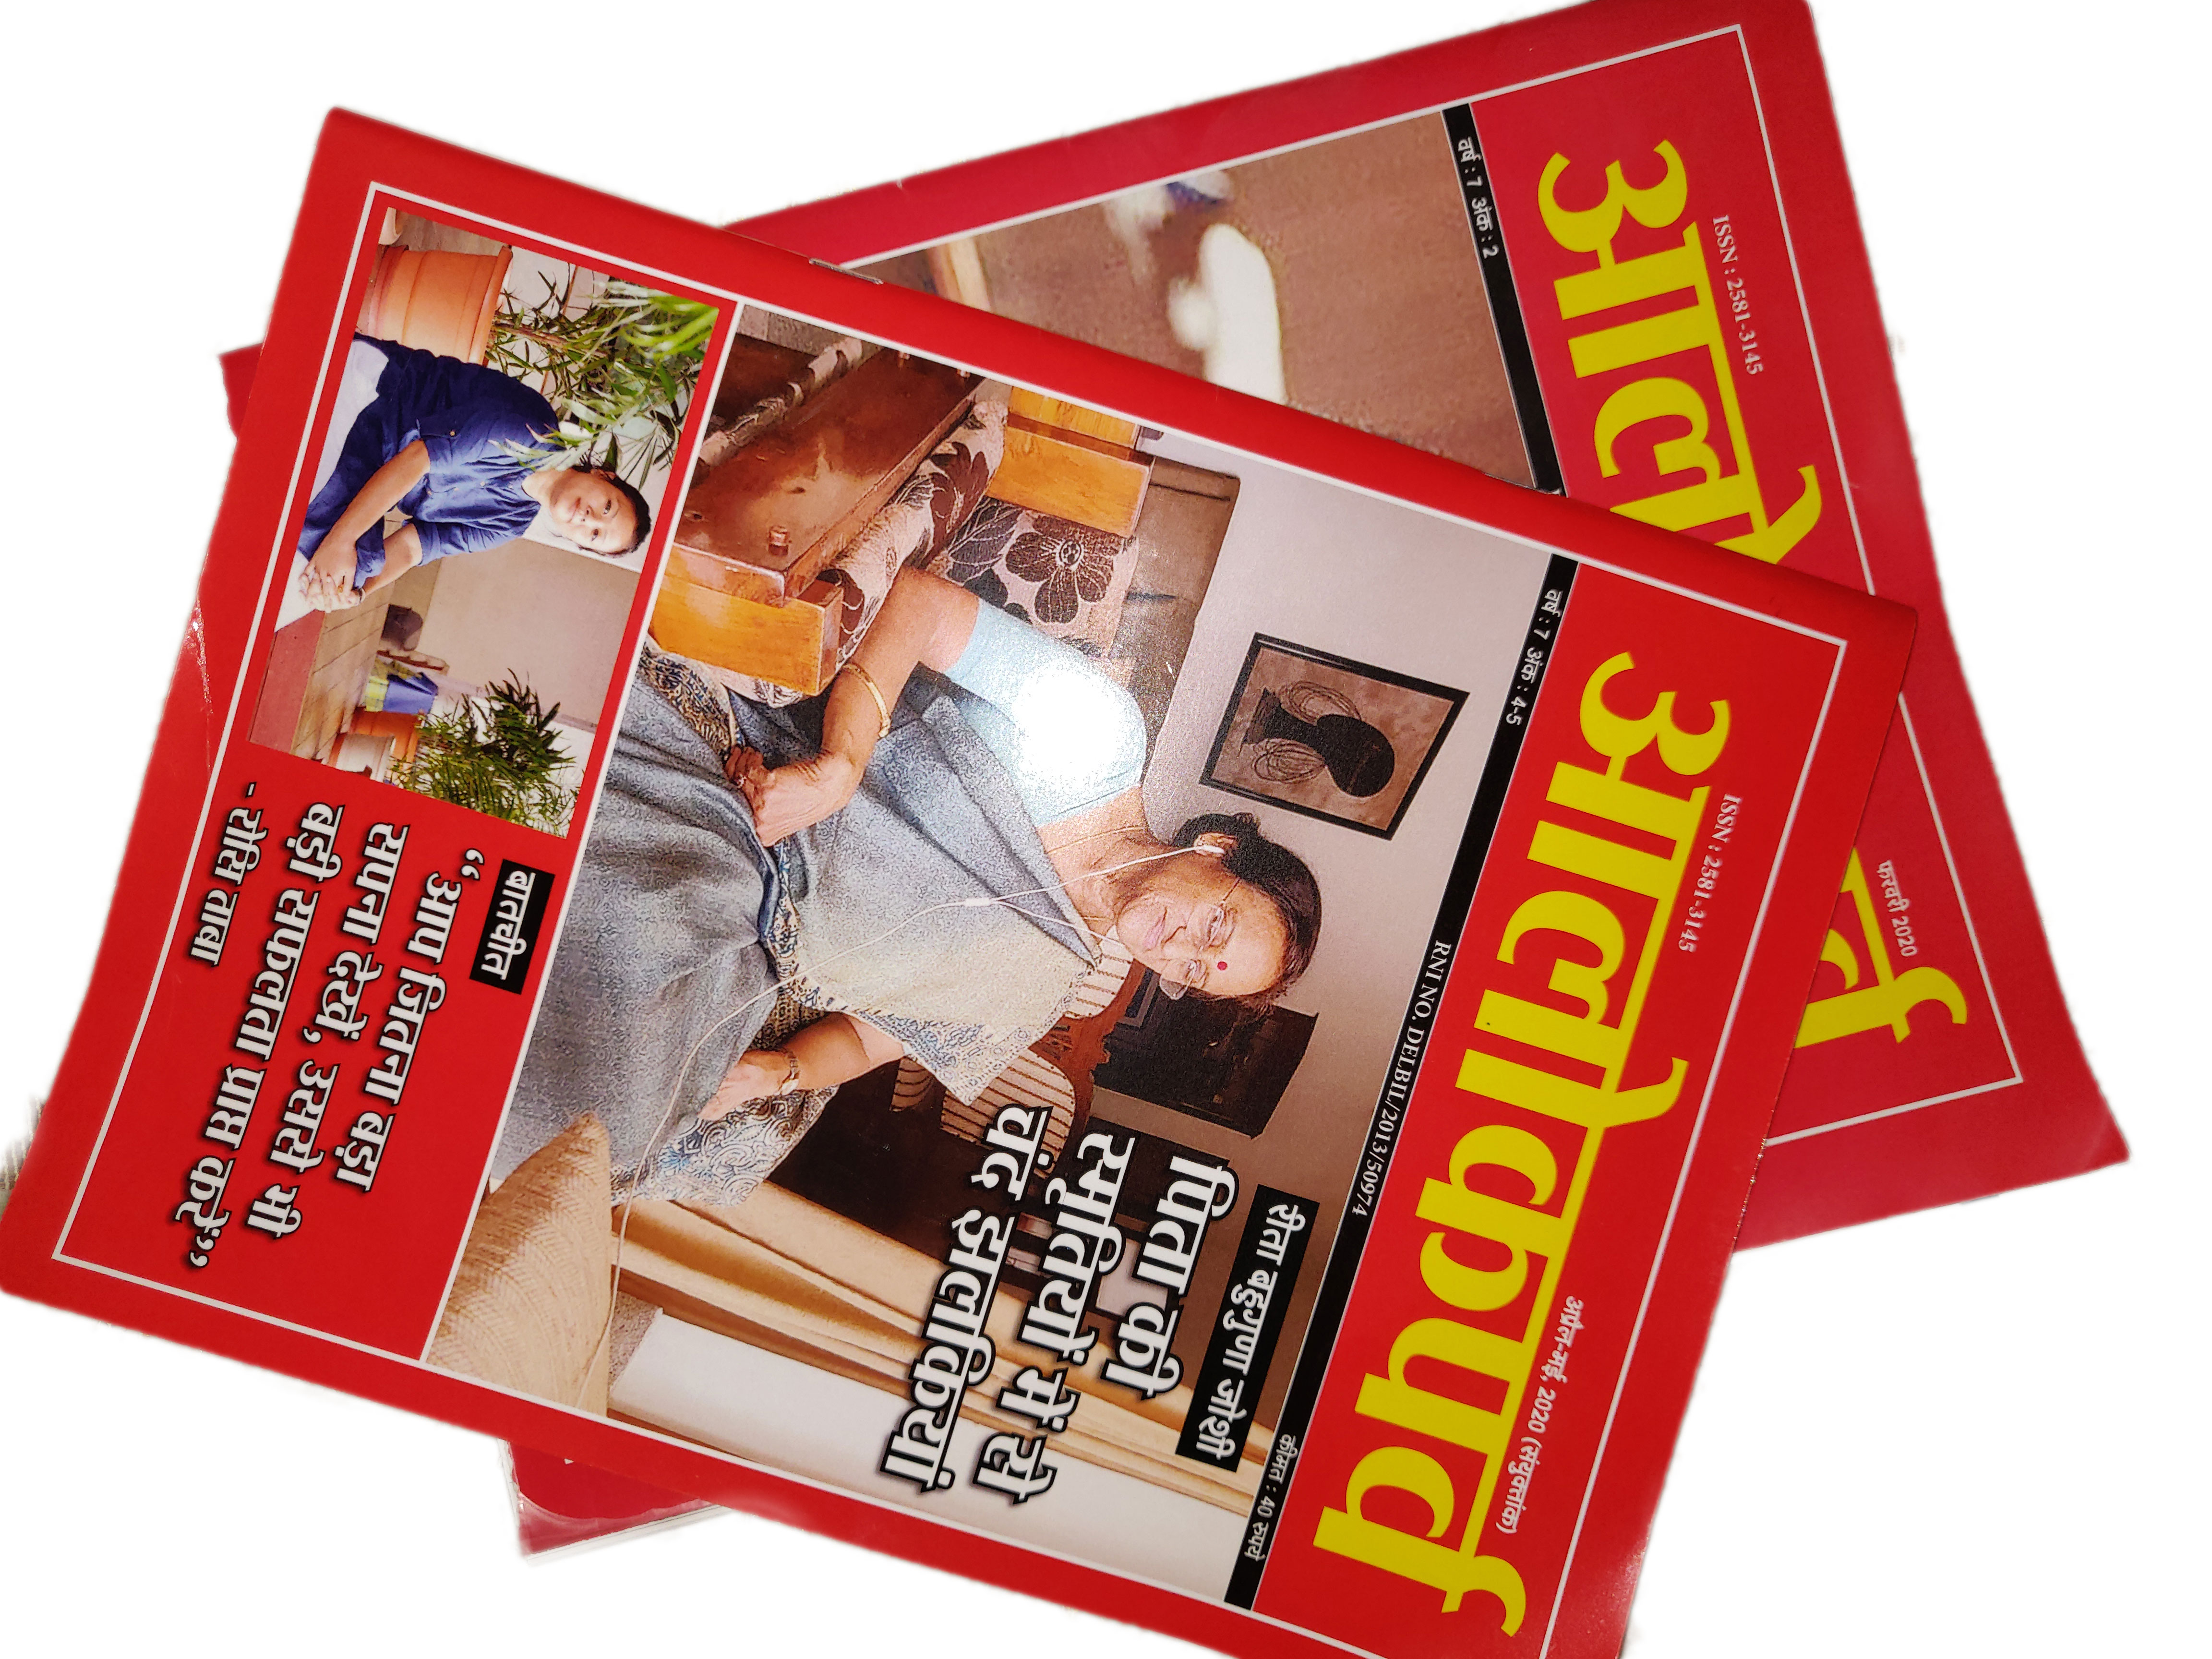 ISSN : 2581-3145
अप्रैल-मई, 2020 (संयुक्तांक)
आलोकपर्व
वर्ष : 7 अंक : 4-5
RNI NO. DELBIL/2013/50974
कीमत : 40 रुपये
रीता बहुगुणा जोशी
पिता की
स्मृतियों में से
चंद झलकियां
बातचीत
“आप जितना बड़ा
सपना देखें, उससे भी
बड़ी सफलता प्राप्त करें”
ISSN : 2581-3145
फरवरी 2020
वर्ष : 7 अंक : 2